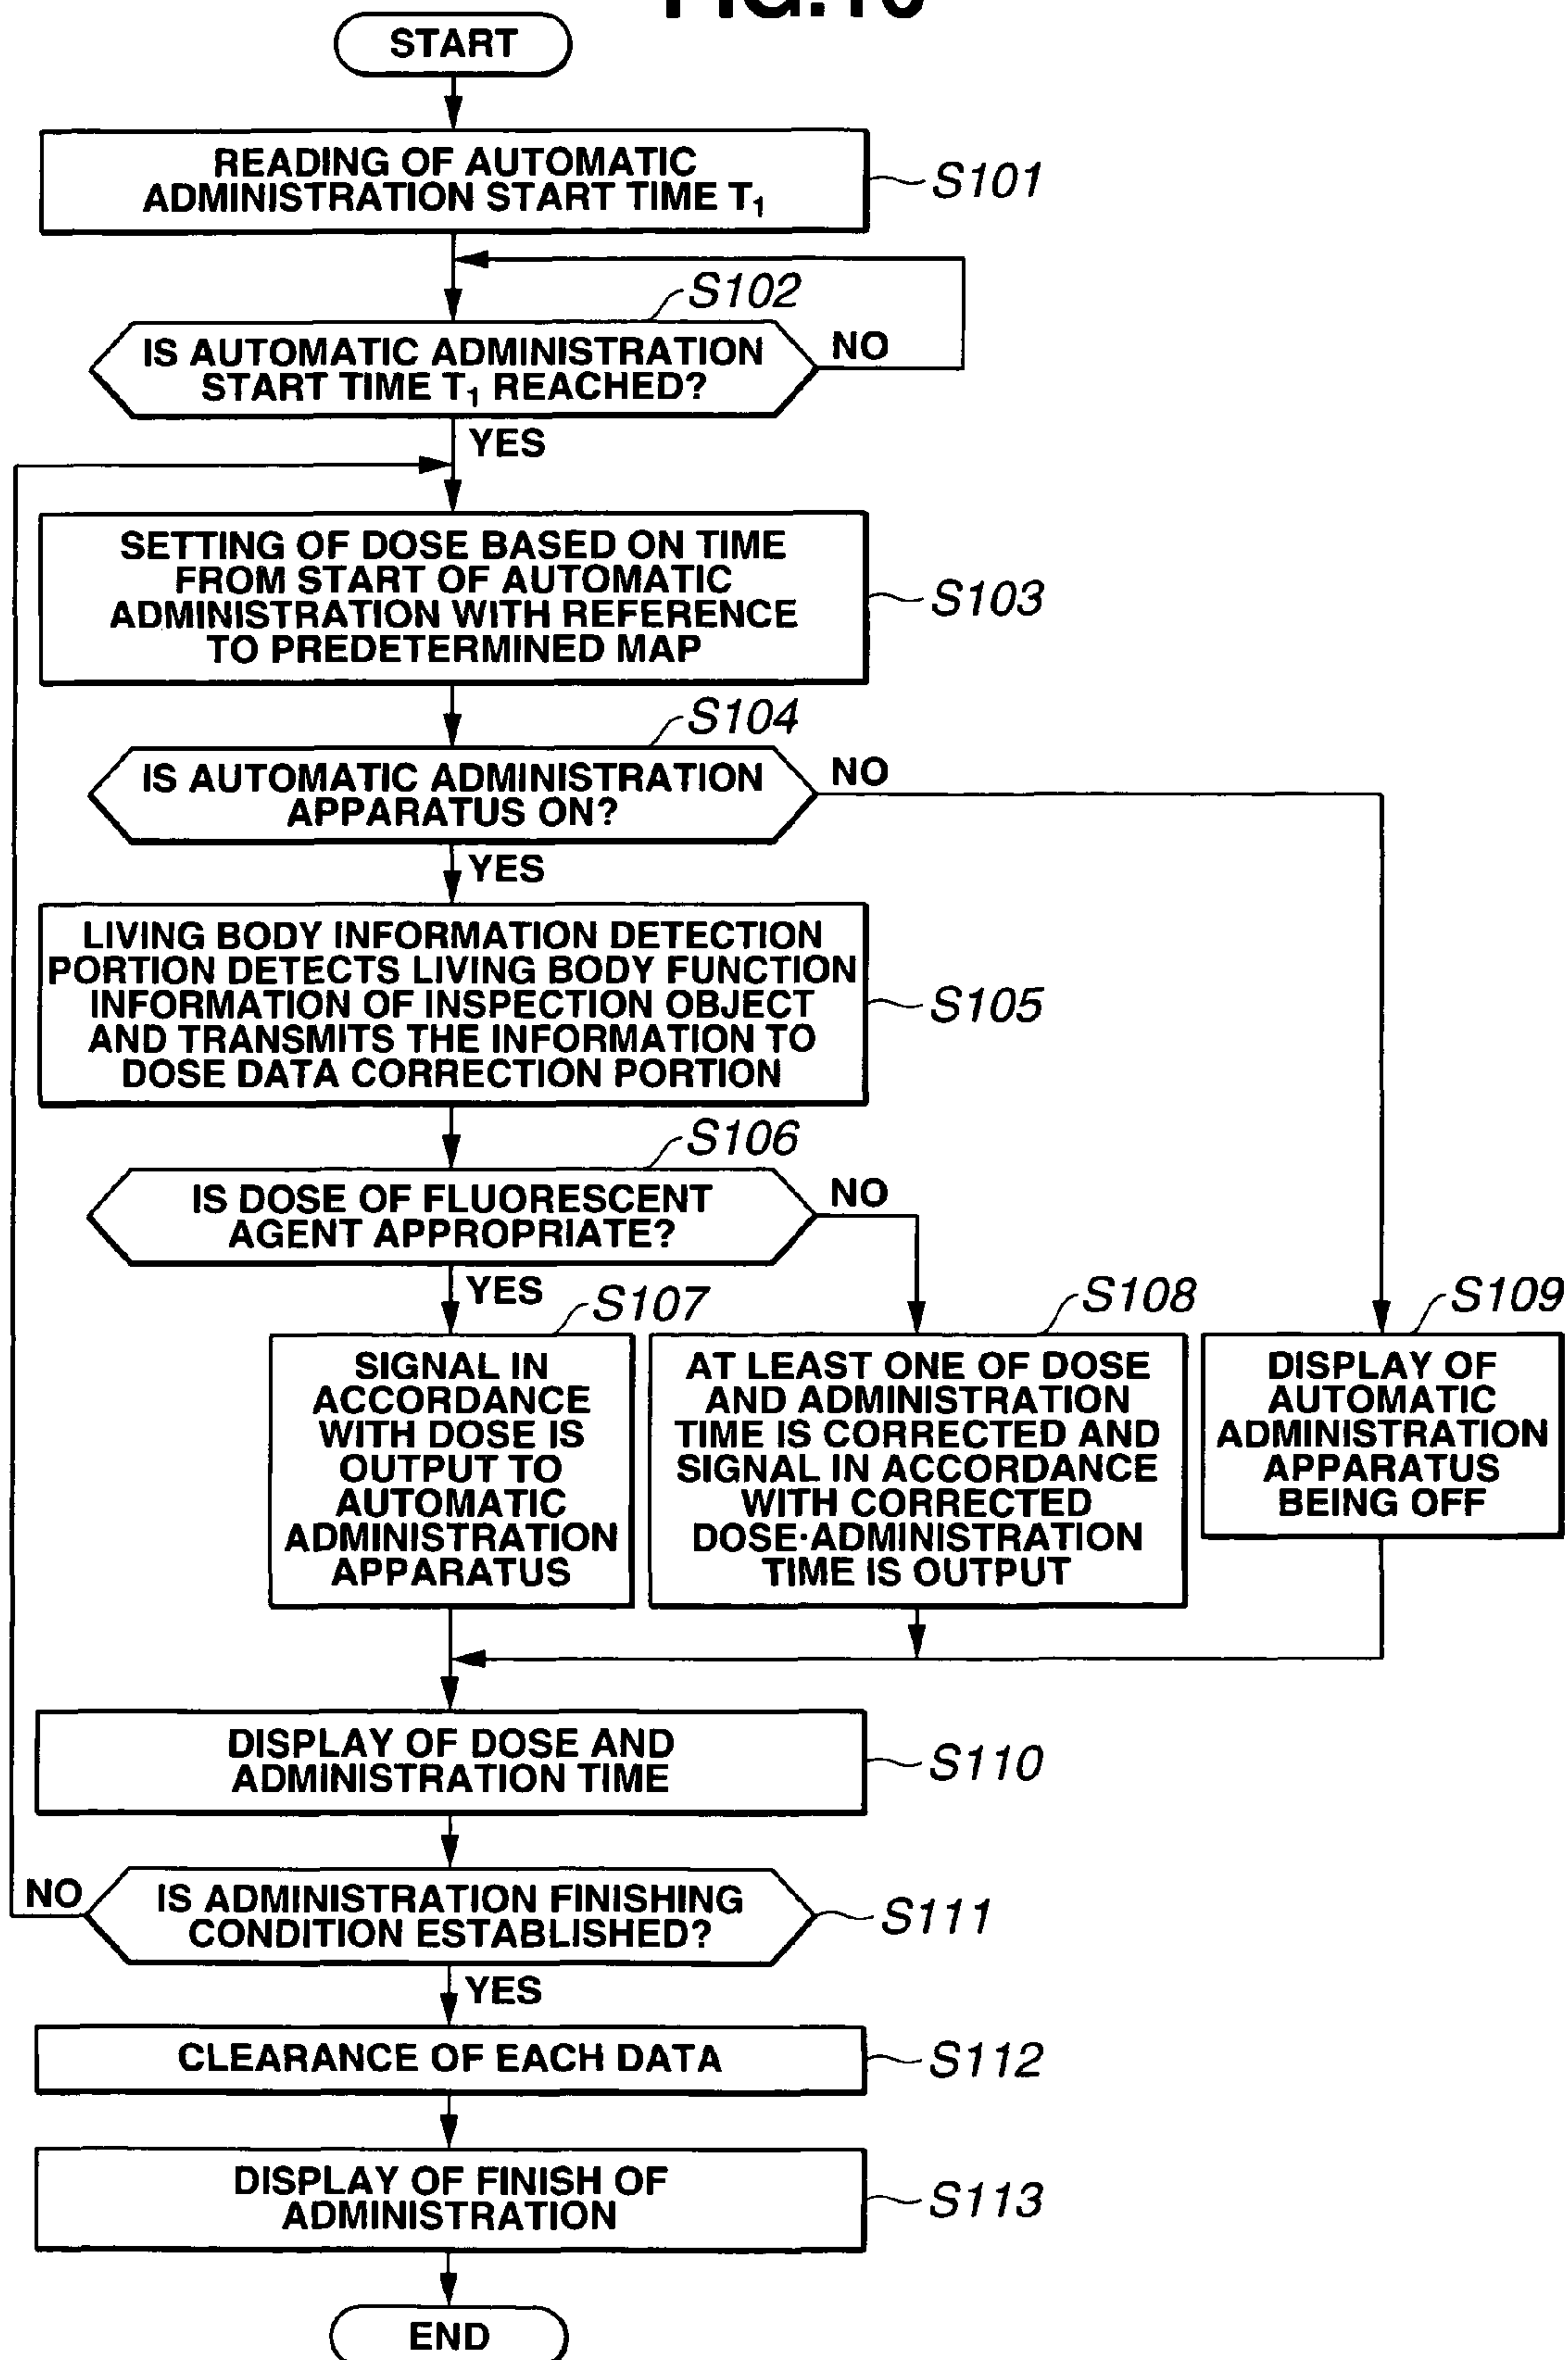 START
READING OF AUTOMATIC
ADMINISTRATION START TIME T₁
S101
S102
IS AUTOMATIC ADMINISTRATION
START TIME T₁ REACHED?
NO
YES
SETTING OF DOSE BASED ON TIME
FROM START OF AUTOMATIC
ADMINISTRATION WITH REFERENCE
TO PREDETERMINED MAP
S103
S104
IS AUTOMATIC ADMINISTRATION
APPARATUS ON?
NO
YES
LIVING BODY INFORMATION DETECTION
PORTION DETECTS LIVING BODY FUNCTION
INFORMATION OF INSPECTION OBJECT
AND TRANSMITS THE INFORMATION TO
DOSE DATA CORRECTION PORTION
S105
S106
IS DOSE OF FLUORESCENT
AGENT APPROPRIATE?
NO
YES
S107
SIGNAL IN
ACCORDANCE
WITH DOSE IS
OUTPUT TO
AUTOMATIC
ADMINISTRATION
APPARATUS
S108
AT LEAST ONE OF DOSE
AND ADMINISTRATION
TIME IS CORRECTED AND
SIGNAL IN ACCORDANCE
WITH CORRECTED
DOSE·ADMINISTRATION
TIME IS OUTPUT
S109
DISPLAY OF
AUTOMATIC
ADMINISTRATION
APPARATUS
BEING OFF
DISPLAY OF DOSE AND
ADMINISTRATION TIME
S110
NO
IS ADMINISTRATION FINISHING
CONDITION ESTABLISHED?
S111
YES
CLEARANCE OF EACH DATA
S112
DISPLAY OF FINISH OF
ADMINISTRATION
S113
END